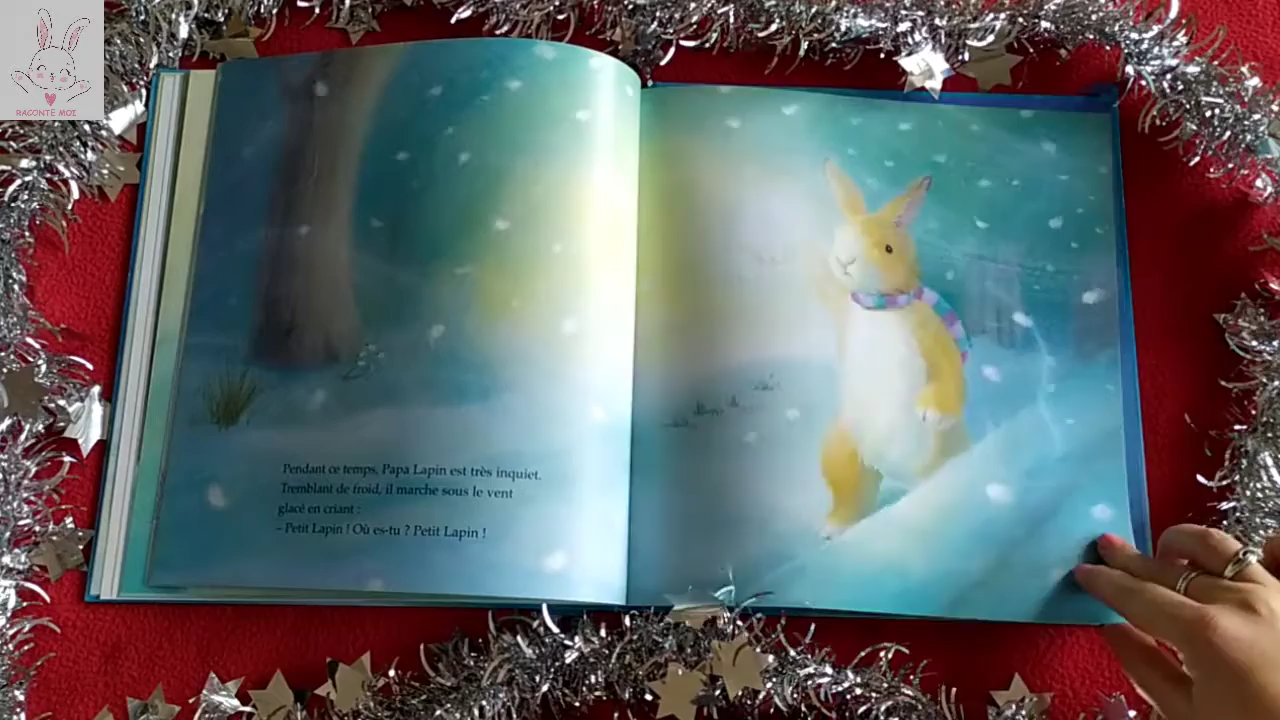 RACONTE MOI
Pendant ce temps, Papa Lapin est très inquiet.
Tremblant de froid, il marche sous le vent
glacé en criant :
– Petit Lapin ! Où es-tu ? Petit Lapin !